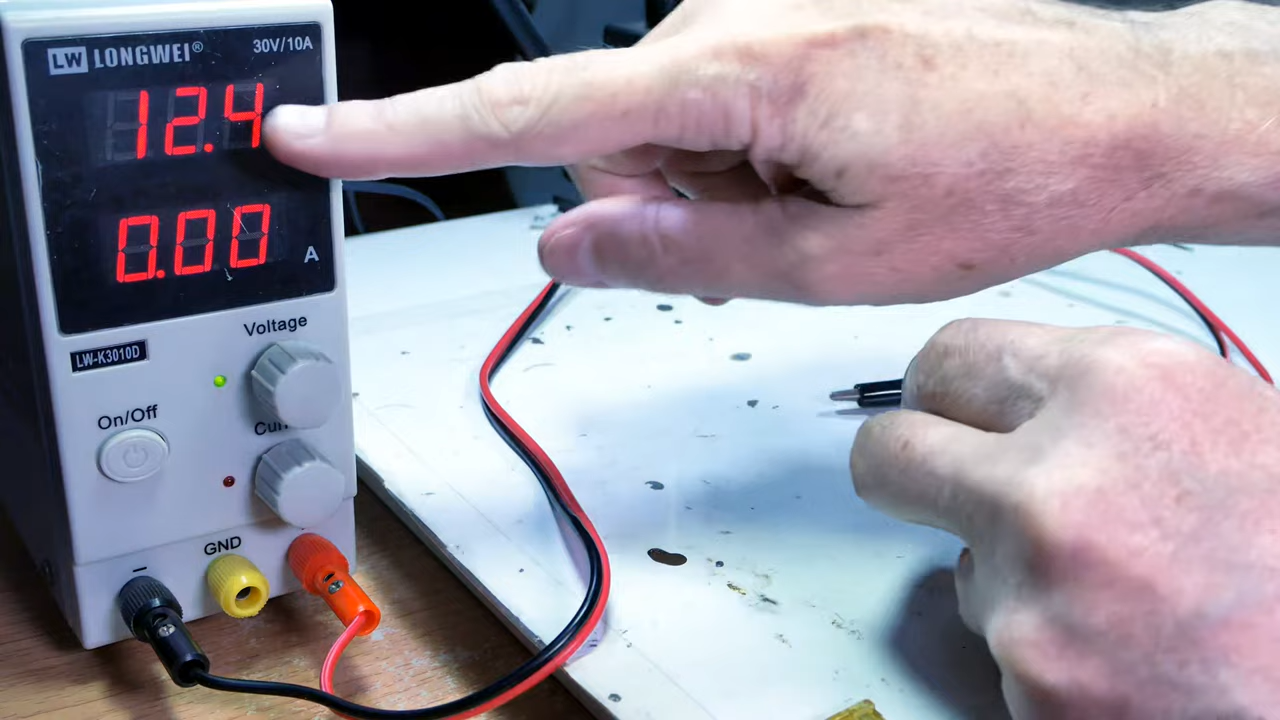 LW LONGWEI®
30V/10A
12.4
0.00
A
Voltage
LW-K3010D
On/Off
GND
-